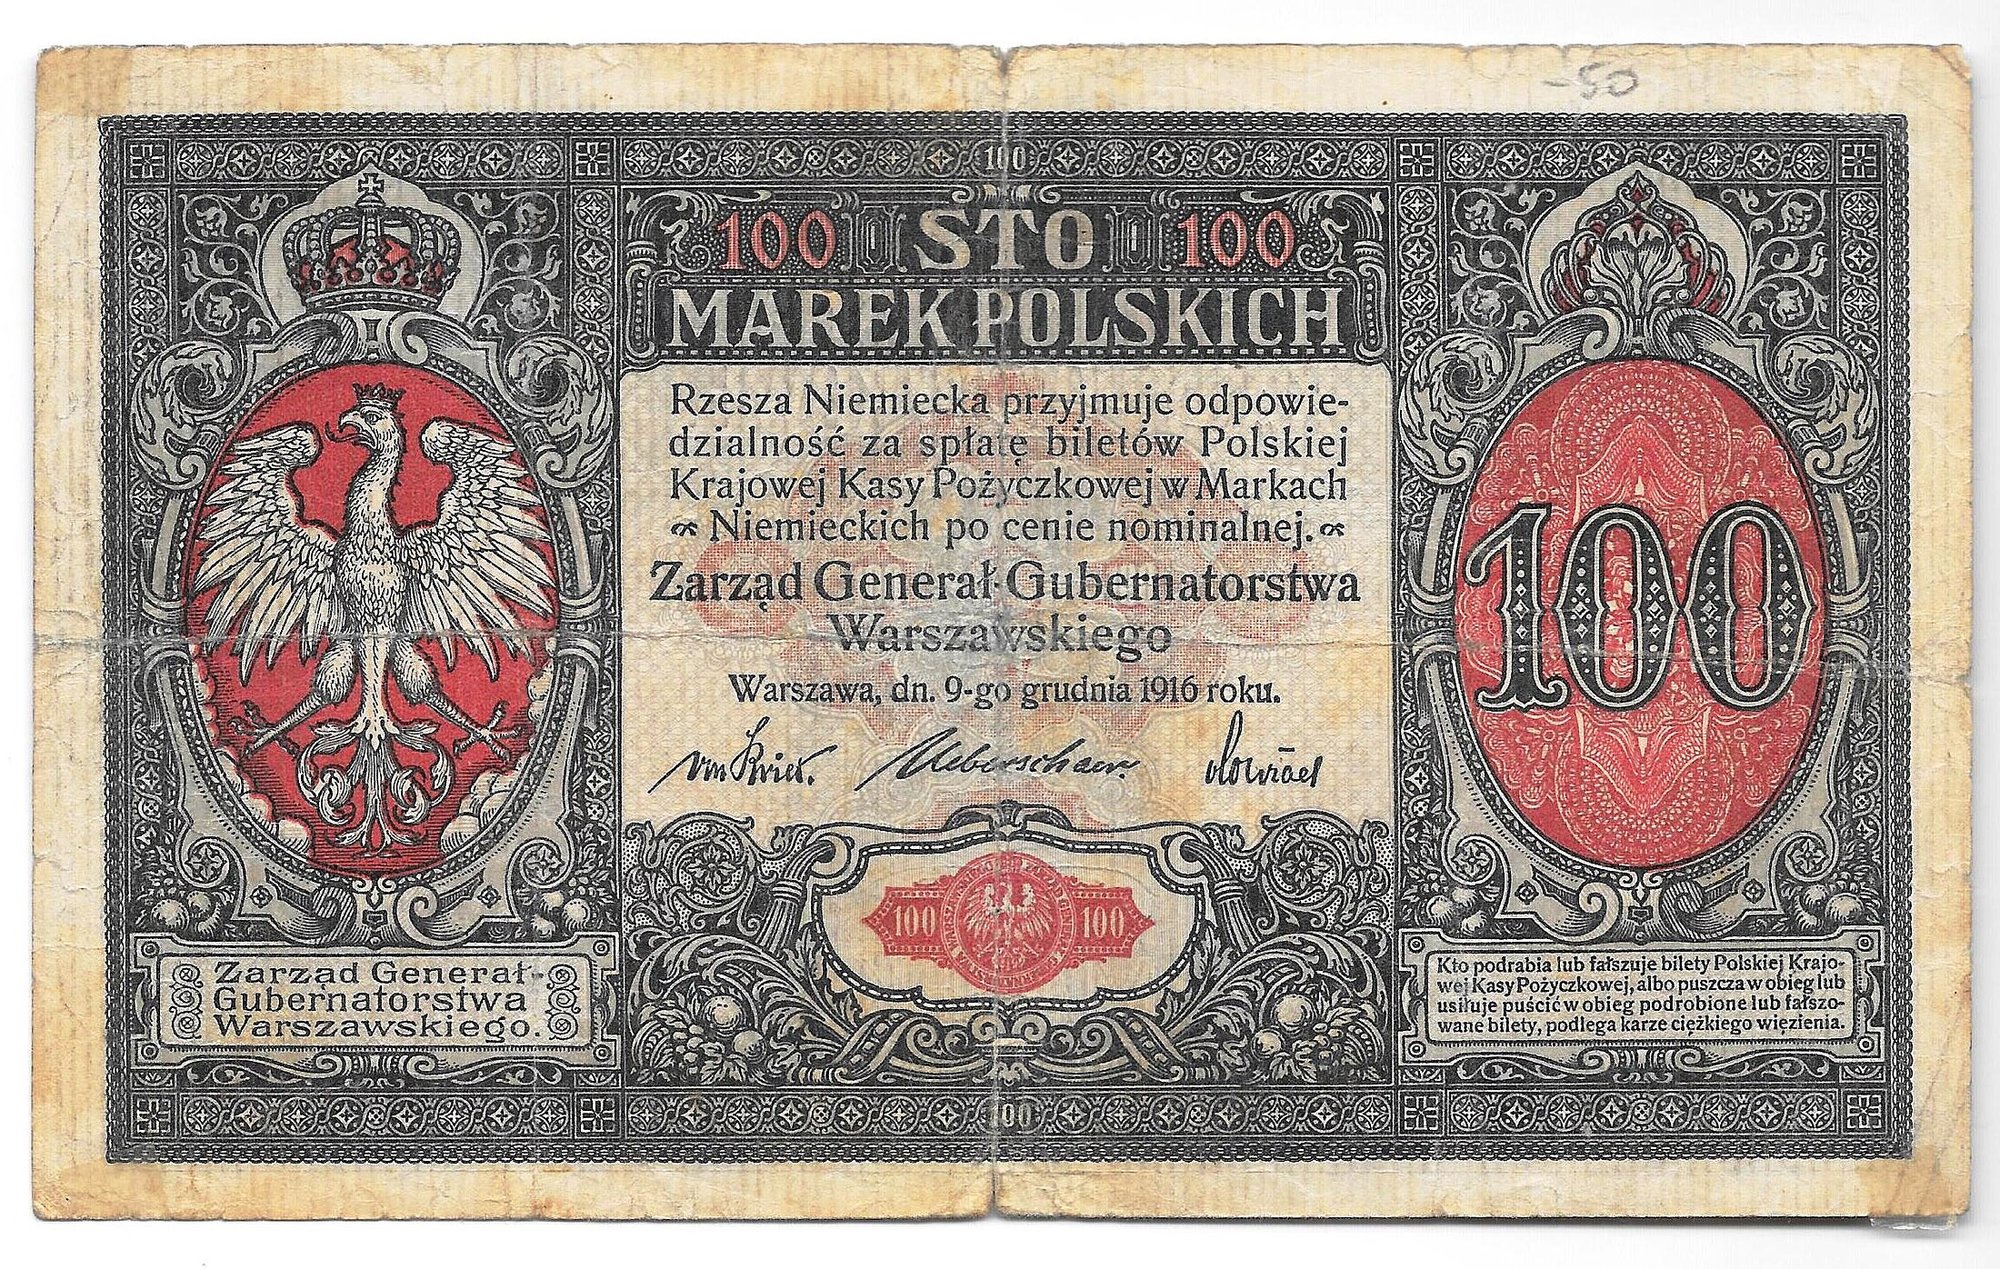 -50
100
100 STO 100
MAREK POLSKICH
Rzesza Niemiecka przyjmuje odpowie-
dzialność za spłatę biletów Polskiej
Krajowej Kasy Pożyczkowej w Markach
Niemieckich po cenie nominalnej.
Zarząd Generał-Gubernatorstwa
Warszawskiego
Warszawa, dn. 9-go grudnia 1916 roku.
von Kries.
100
100 100
Zarząd Generał-
Gubernatorstwa
Warszawskiego.
Kto podrabia lub fałszuje bilety Polskiej Krajo-
wej Kasy Pożyczkowej, albo puszcza w obieg lub
usiłuje puścić w obieg podrobione lub fałszo-
wane bilety, podlega karze ciężkiego więzienia.
100